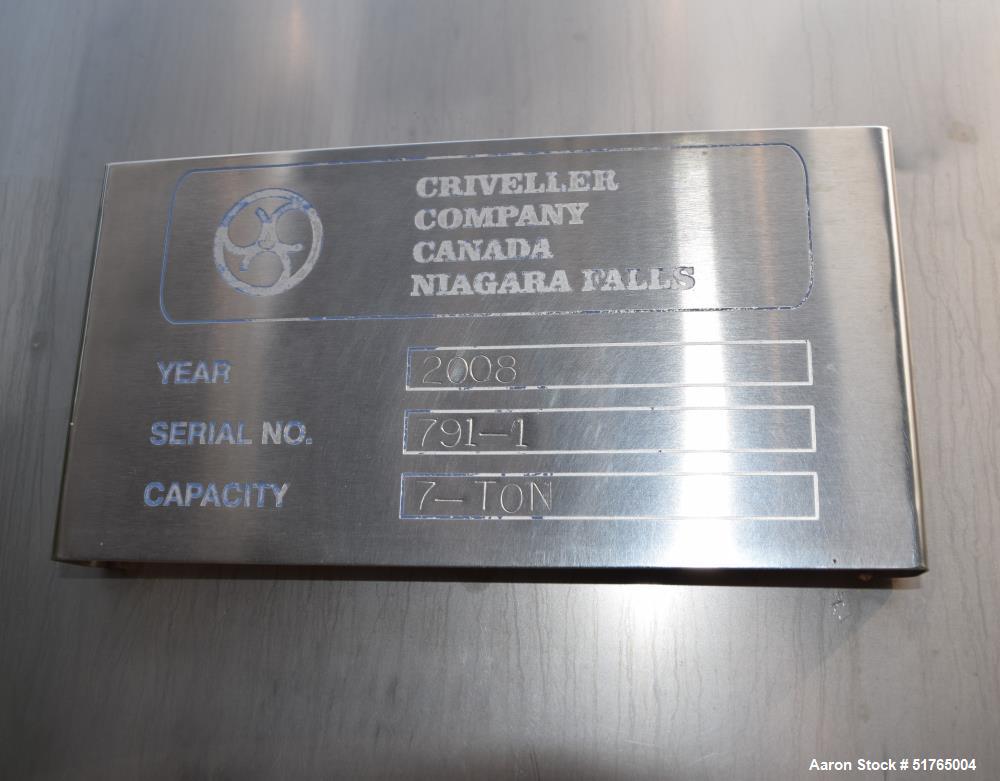 CRIVELLER
COMPANY
CANADA
NIAGARA FALLS
YEAR 2008
SERIAL NO. 791-1
CAPACITY 7-TON
Aaron Stock # 51765004